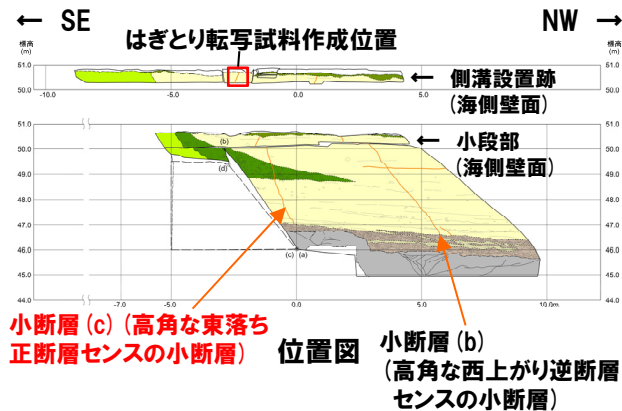 ← SE
NW →
標高
(m)
はぎとり転写試料作成位置
標高
(m)
51.0
50.0
51.0
50.0
← 側溝設置跡
(海側壁面)
-10.0
-5.0
0.0
5.0
51.0
50.0
49.0
48.0
47.0
46.0
45.0
44.0
51.0
50.0
49.0
48.0
47.0
46.0
45.0
44.0
← 小段部
(海側壁面)
(b)
(d)
(c)
(a)
-7.0
0.0
5.0
10.0m
小断層(c)(高角な東落ち
正断層センスの小断層)
位置図
小断層(b)
(高角な西上がり逆断層
センスの小断層)